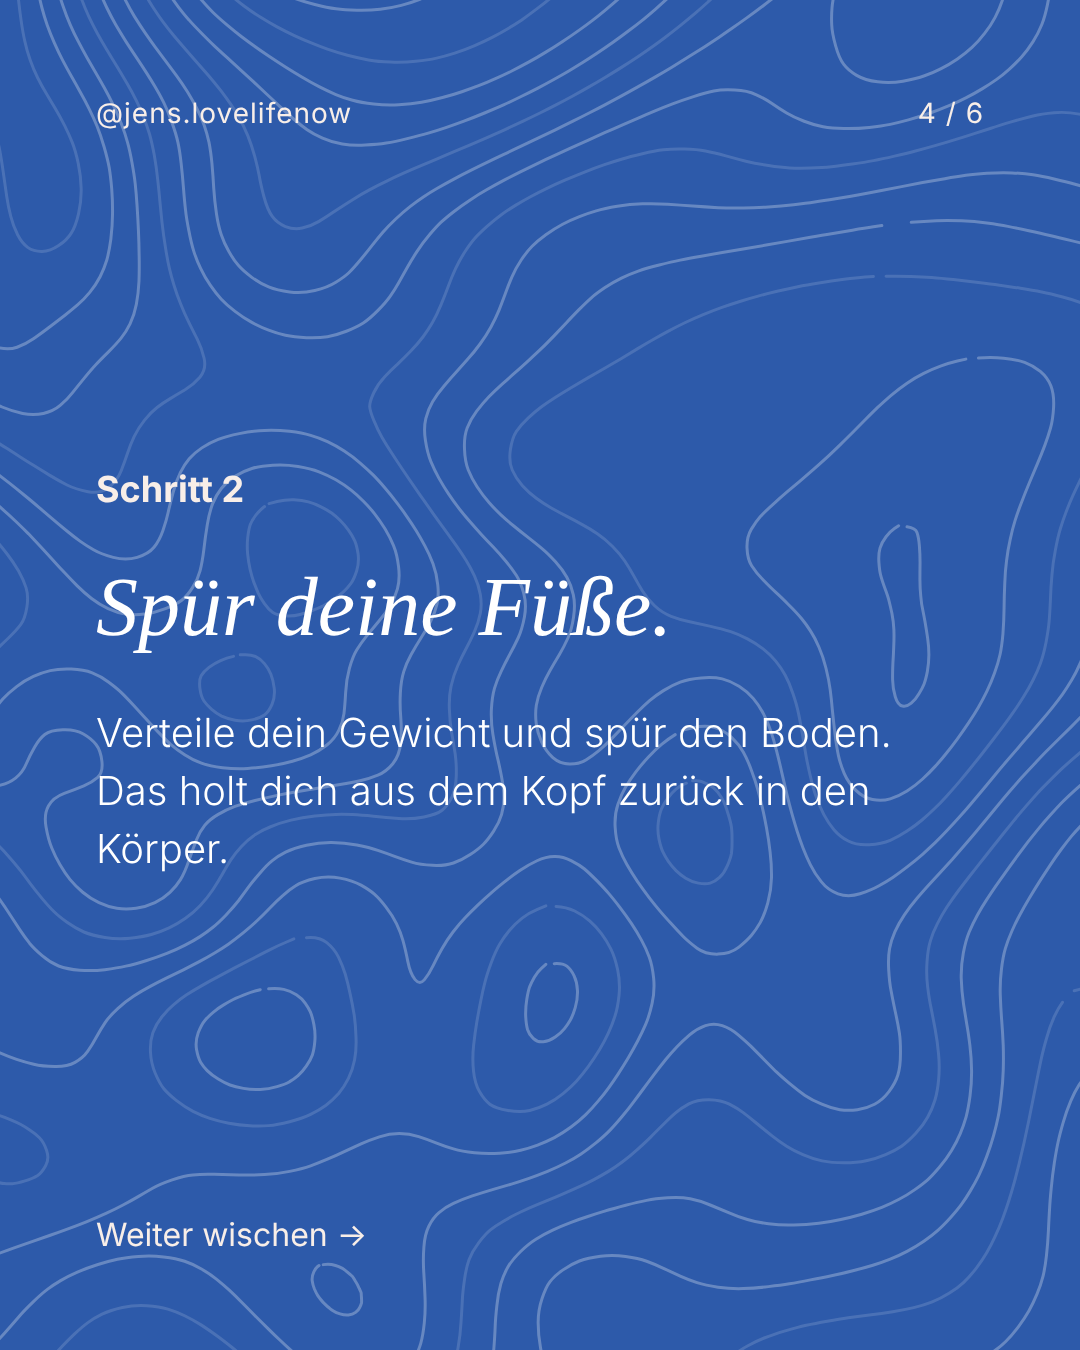 @jens.lovelifenow
4 / 6
Schritt 2
Spür deine Füße.
Verteile dein Gewicht und spür den Boden.
Das holt dich aus dem Kopf zurück in den
Körper.
Weiter wischen →